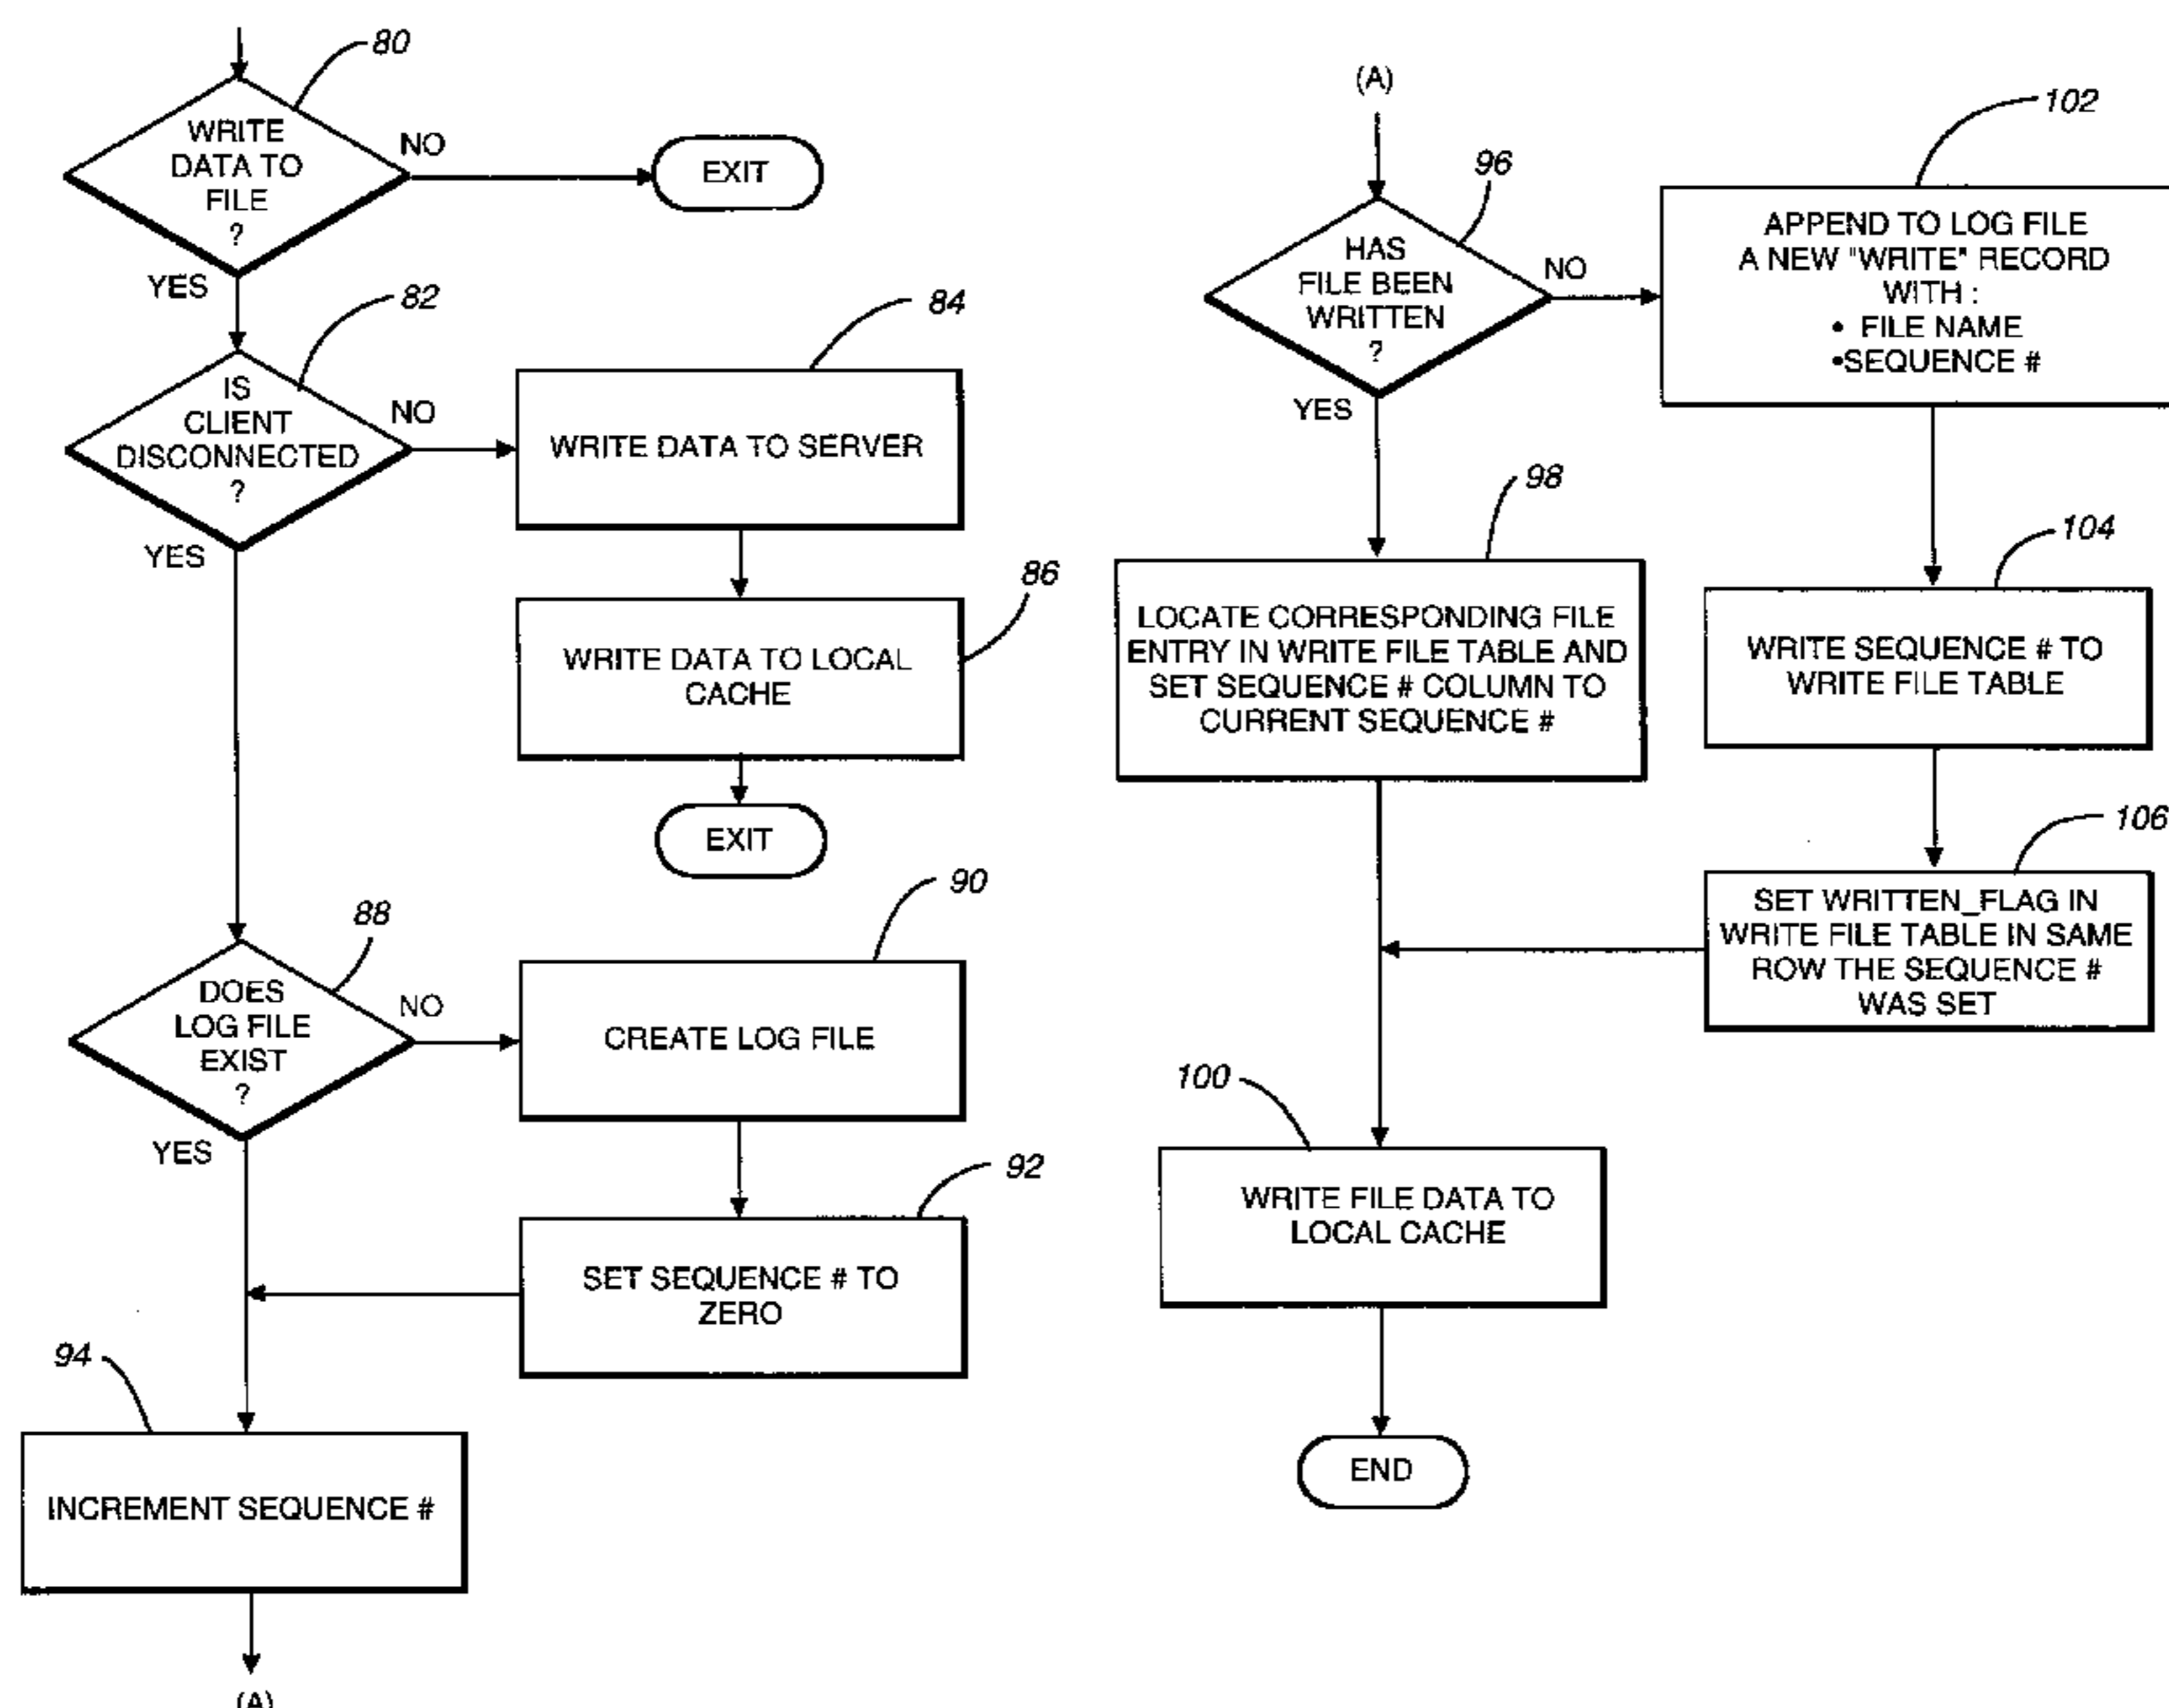 80
WRITE
DATA TO
FILE
?
NO
EXIT
YES
82
IS
CLIENT
DISCONNECTED
?
NO
84
WRITE DATA TO SERVER
86
WRITE DATA TO LOCAL
CACHE
EXIT
YES
88
DOES
LOG FILE
EXIST
?
NO
90
CREATE LOG FILE
92
SET SEQUENCE # TO
ZERO
YES
94
INCREMENT SEQUENCE #
(A)
(A)
96
HAS
FILE BEEN
WRITTEN
?
NO
102
APPEND TO LOG FILE
A NEW "WRITE" RECORD
WITH :
• FILE NAME
•SEQUENCE #
YES
98
LOCATE CORRESPONDING FILE
ENTRY IN WRITE FILE TABLE AND
SET SEQUENCE # COLUMN TO
CURRENT SEQUENCE #
104
WRITE SEQUENCE # TO
WRITE FILE TABLE
106
SET WRITTEN_FLAG IN
WRITE FILE TABLE IN SAME
ROW THE SEQUENCE #
WAS SET
100
WRITE FILE DATA TO
LOCAL CACHE
END